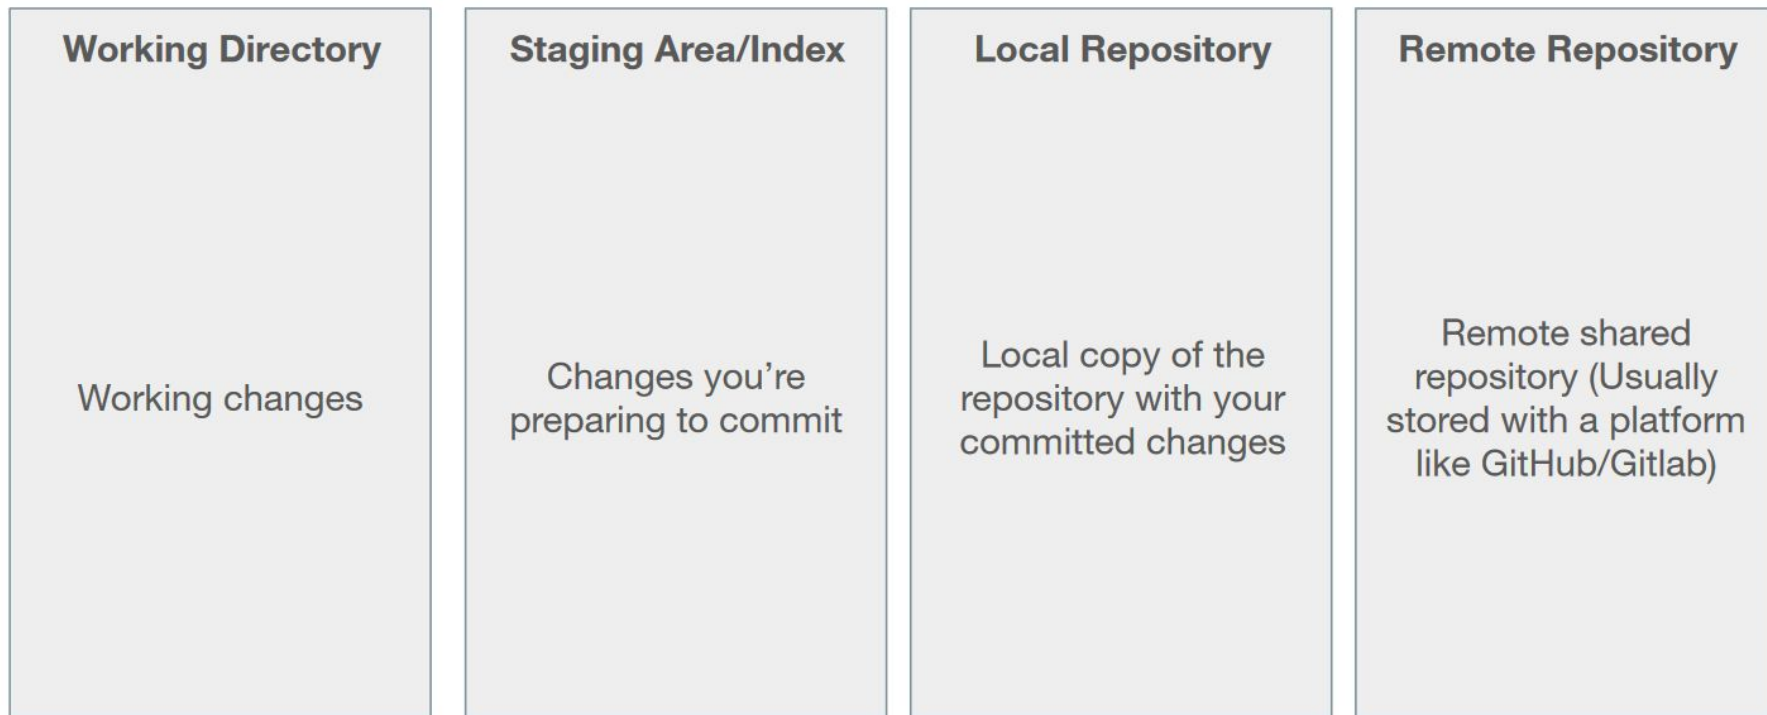 Working Directory
Working changes
Staging Area/Index
Changes you’re
preparing to commit
Local Repository
Local copy of the
repository with your
committed changes
Remote Repository
Remote shared
repository (Usually
stored with a platform
like GitHub/Gitlab)